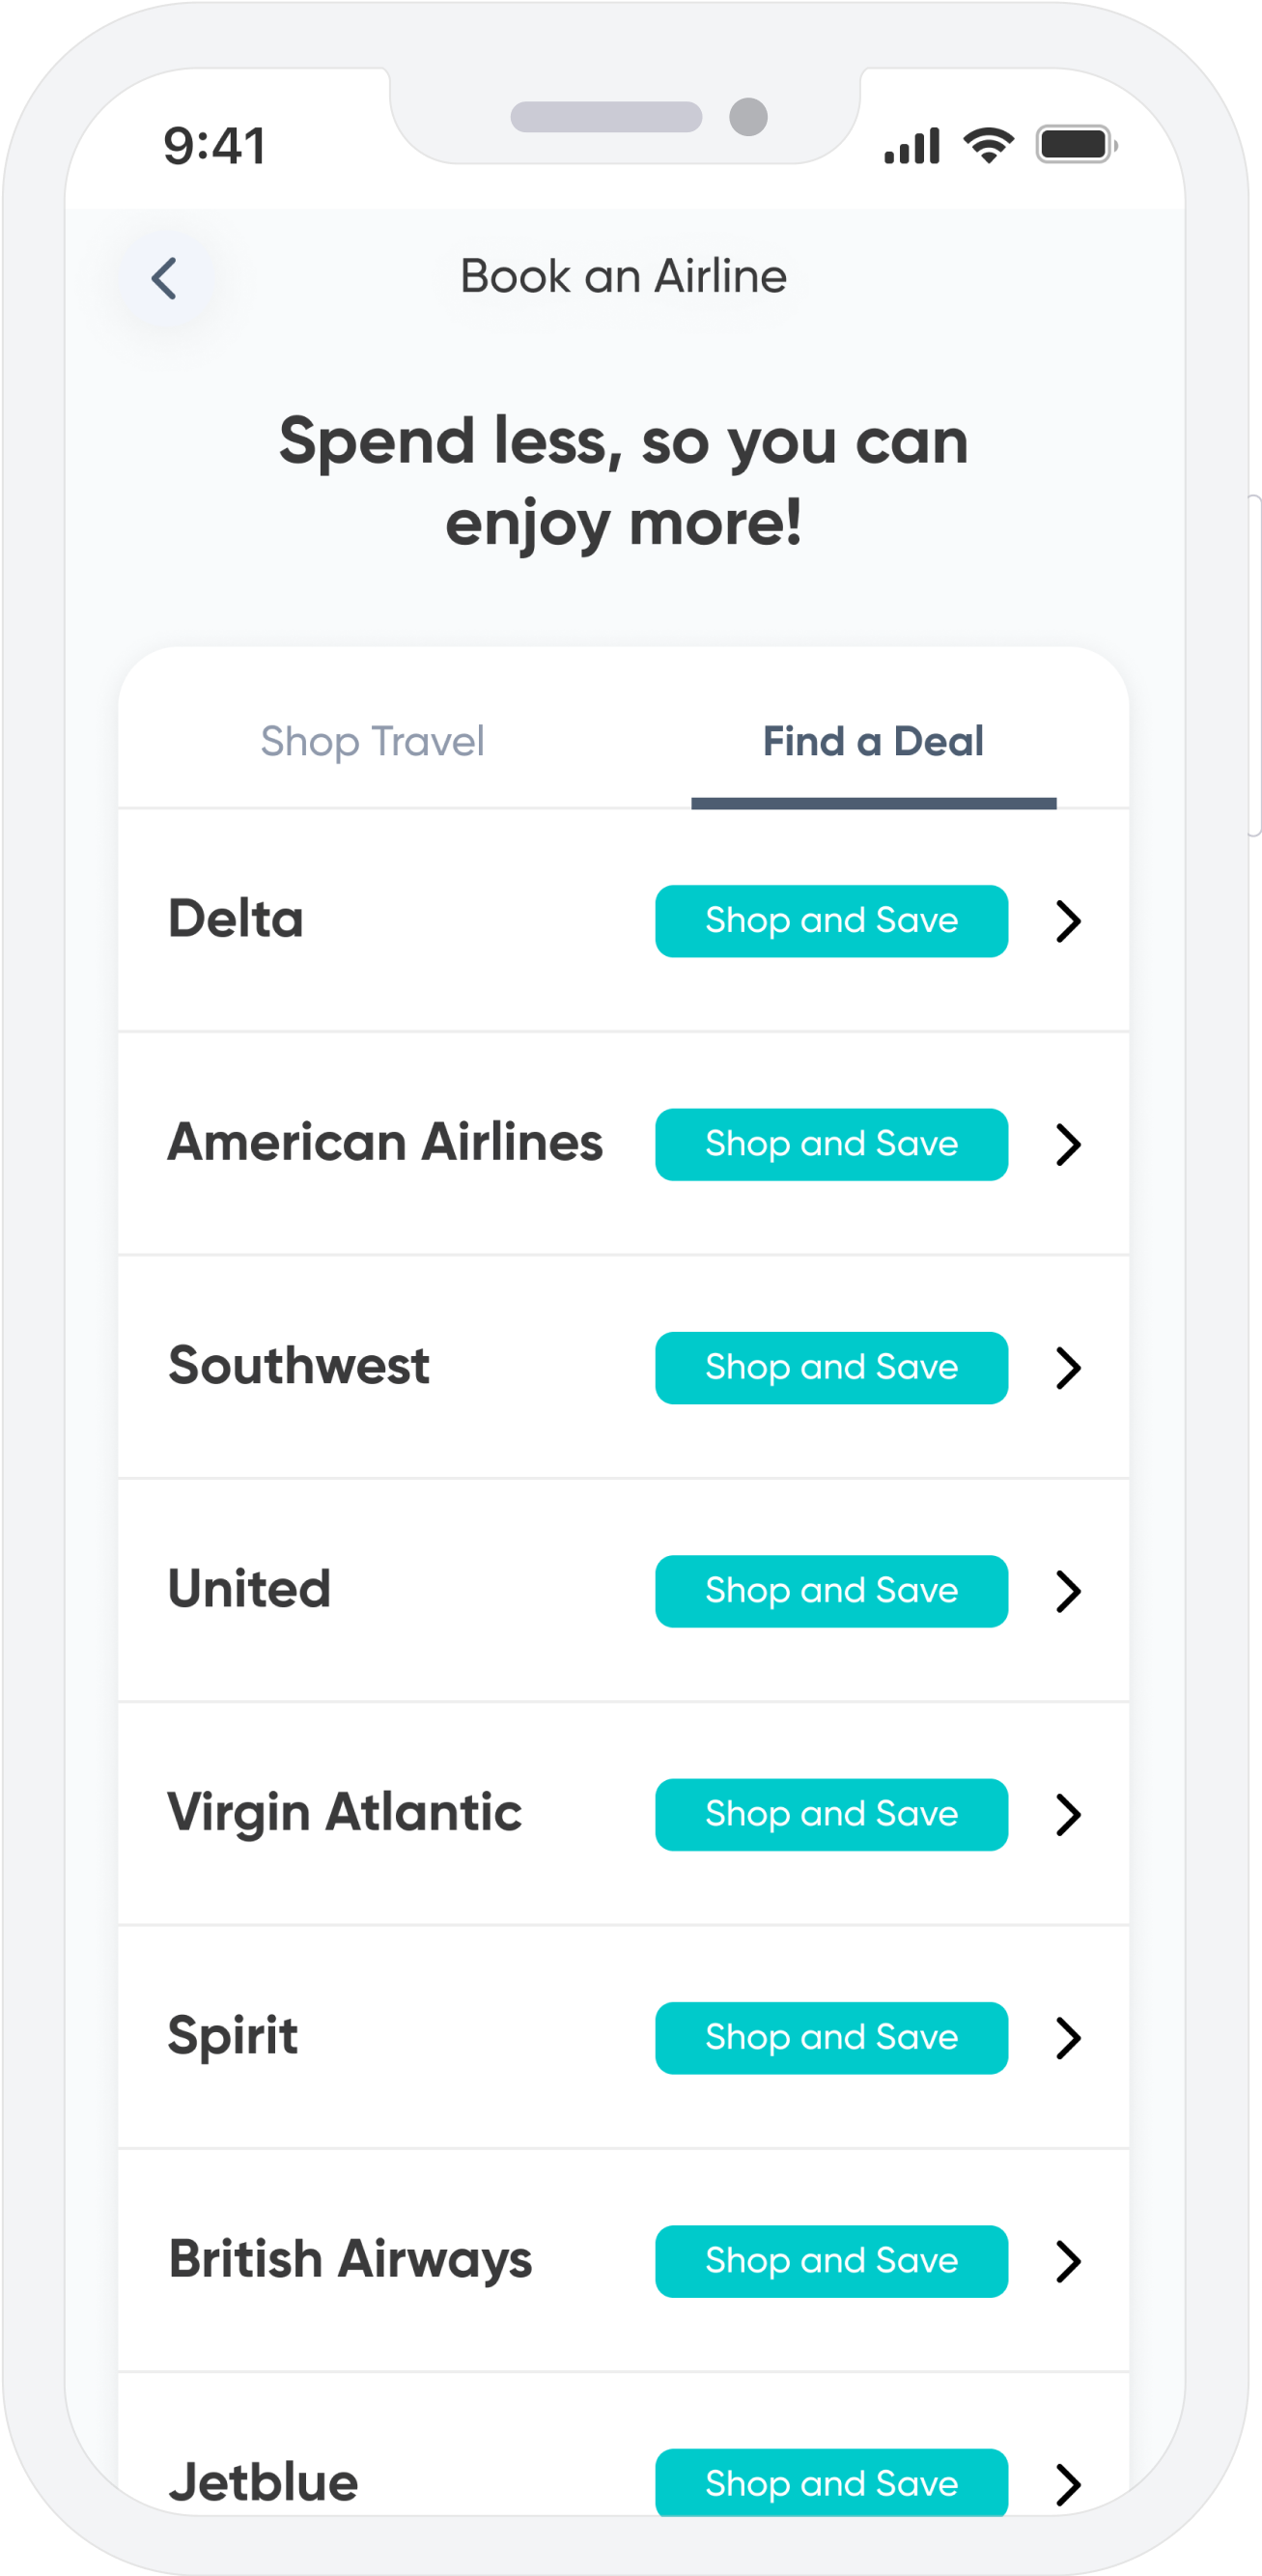 9:41
Book an Airline
Spend less, so you can
enjoy more!
Shop Travel
Find a Deal
Delta
Shop and Save
American Airlines
Shop and Save
Southwest
Shop and Save
United
Shop and Save
Virgin Atlantic
Shop and Save
Spirit
Shop and Save
British Airways
Shop and Save
Jetblue
Shop and Save